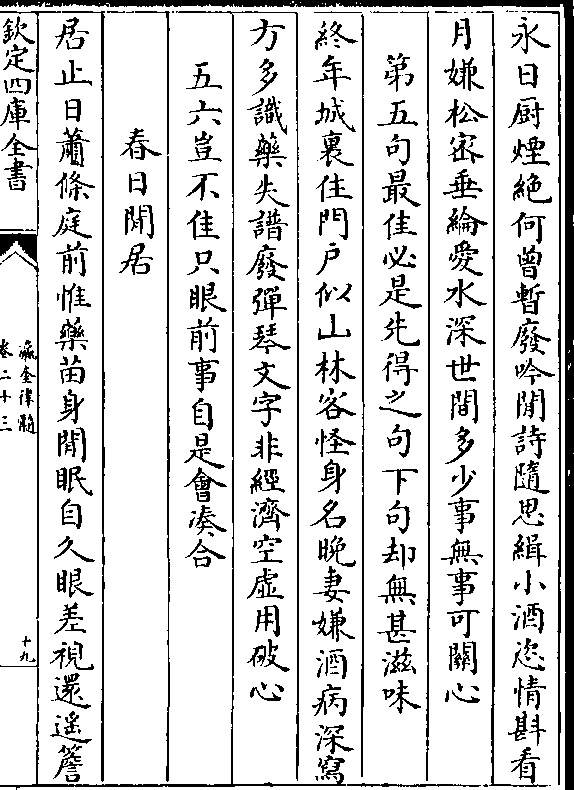 永日厨煙絶何曾暫廢吟閒詩隨思緝小酒恣情斟看
月嫌松宻垂綸愛水深世間多少事無事可關心
第五句最佳必是先得之句下句却無甚滋味
終年城裏住門户似山林客怪身名晚妻嫌酒病深寫
方多識藥失譜廢彈琴文字非經濟空虚用破心
五六豈不佳只眼前事自是會凑合
春日閒居
居止日蕭條庭前惟藥苗身閒眠自久眼差視還遥簷
欽定四庫全書
瀛奎律髓
卷二十三
十九